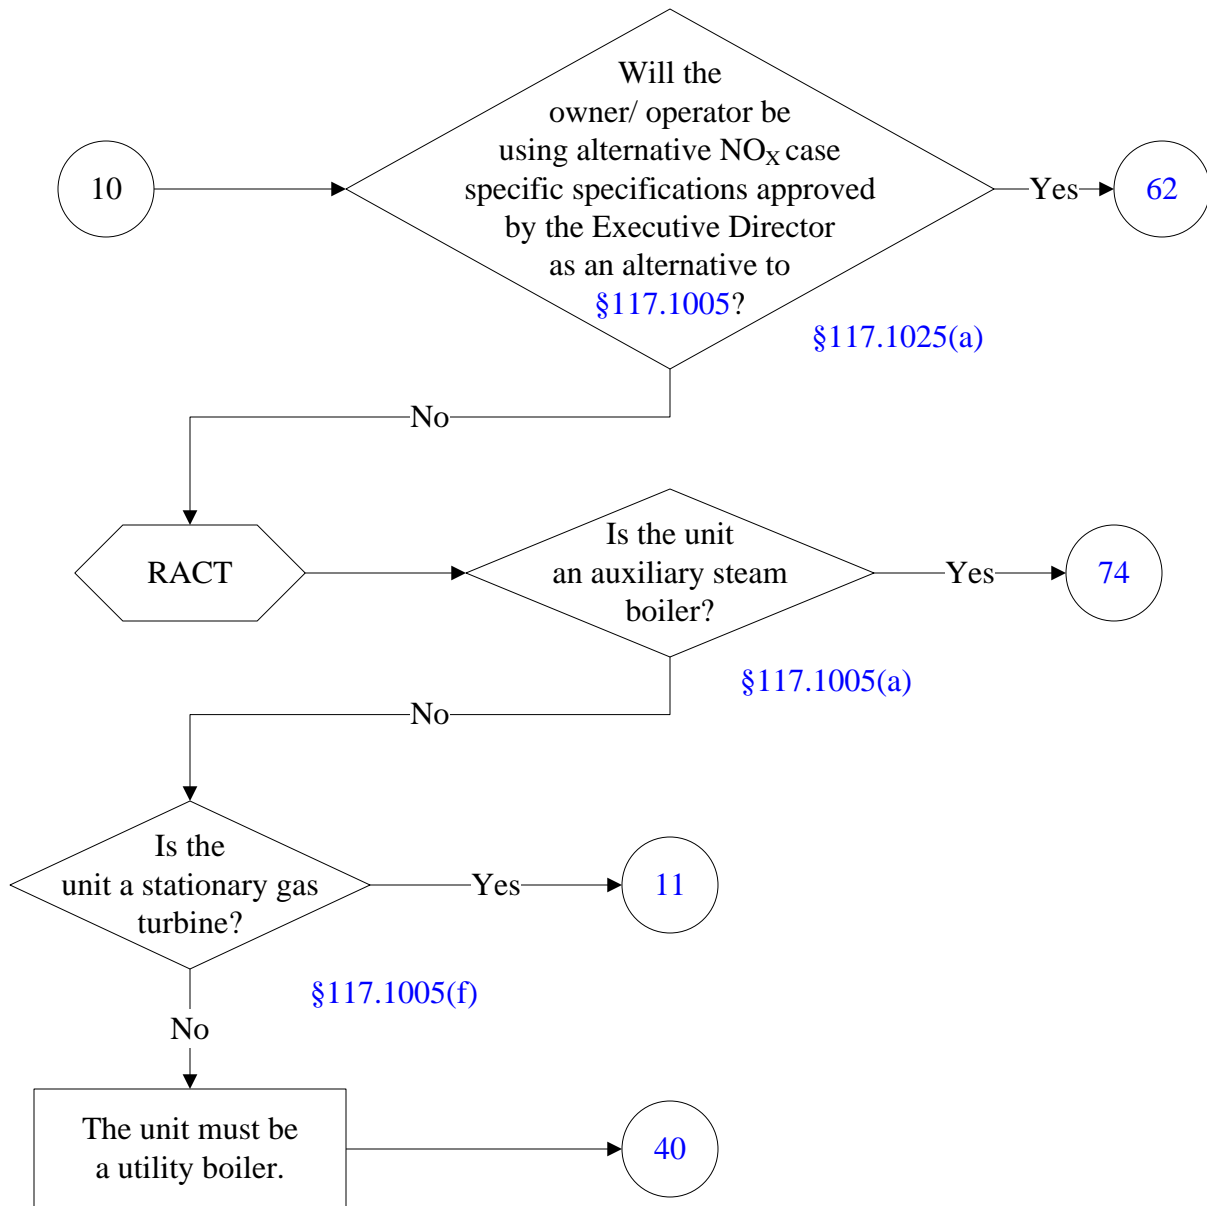 Will the
owner/ operator be
using alternative NOX case
specific specifications approved
by the Executive Director
as an alternative to
§117.1005?
10
Yes
62
§117.1025(a)
No
RACT
Is the unit
an auxiliary steam
boiler?
Yes
74
§117.1005(a)
No
Is the
unit a stationary gas
turbine?
Yes
11
§117.1005(f)
No
The unit must be
a utility boiler.
40